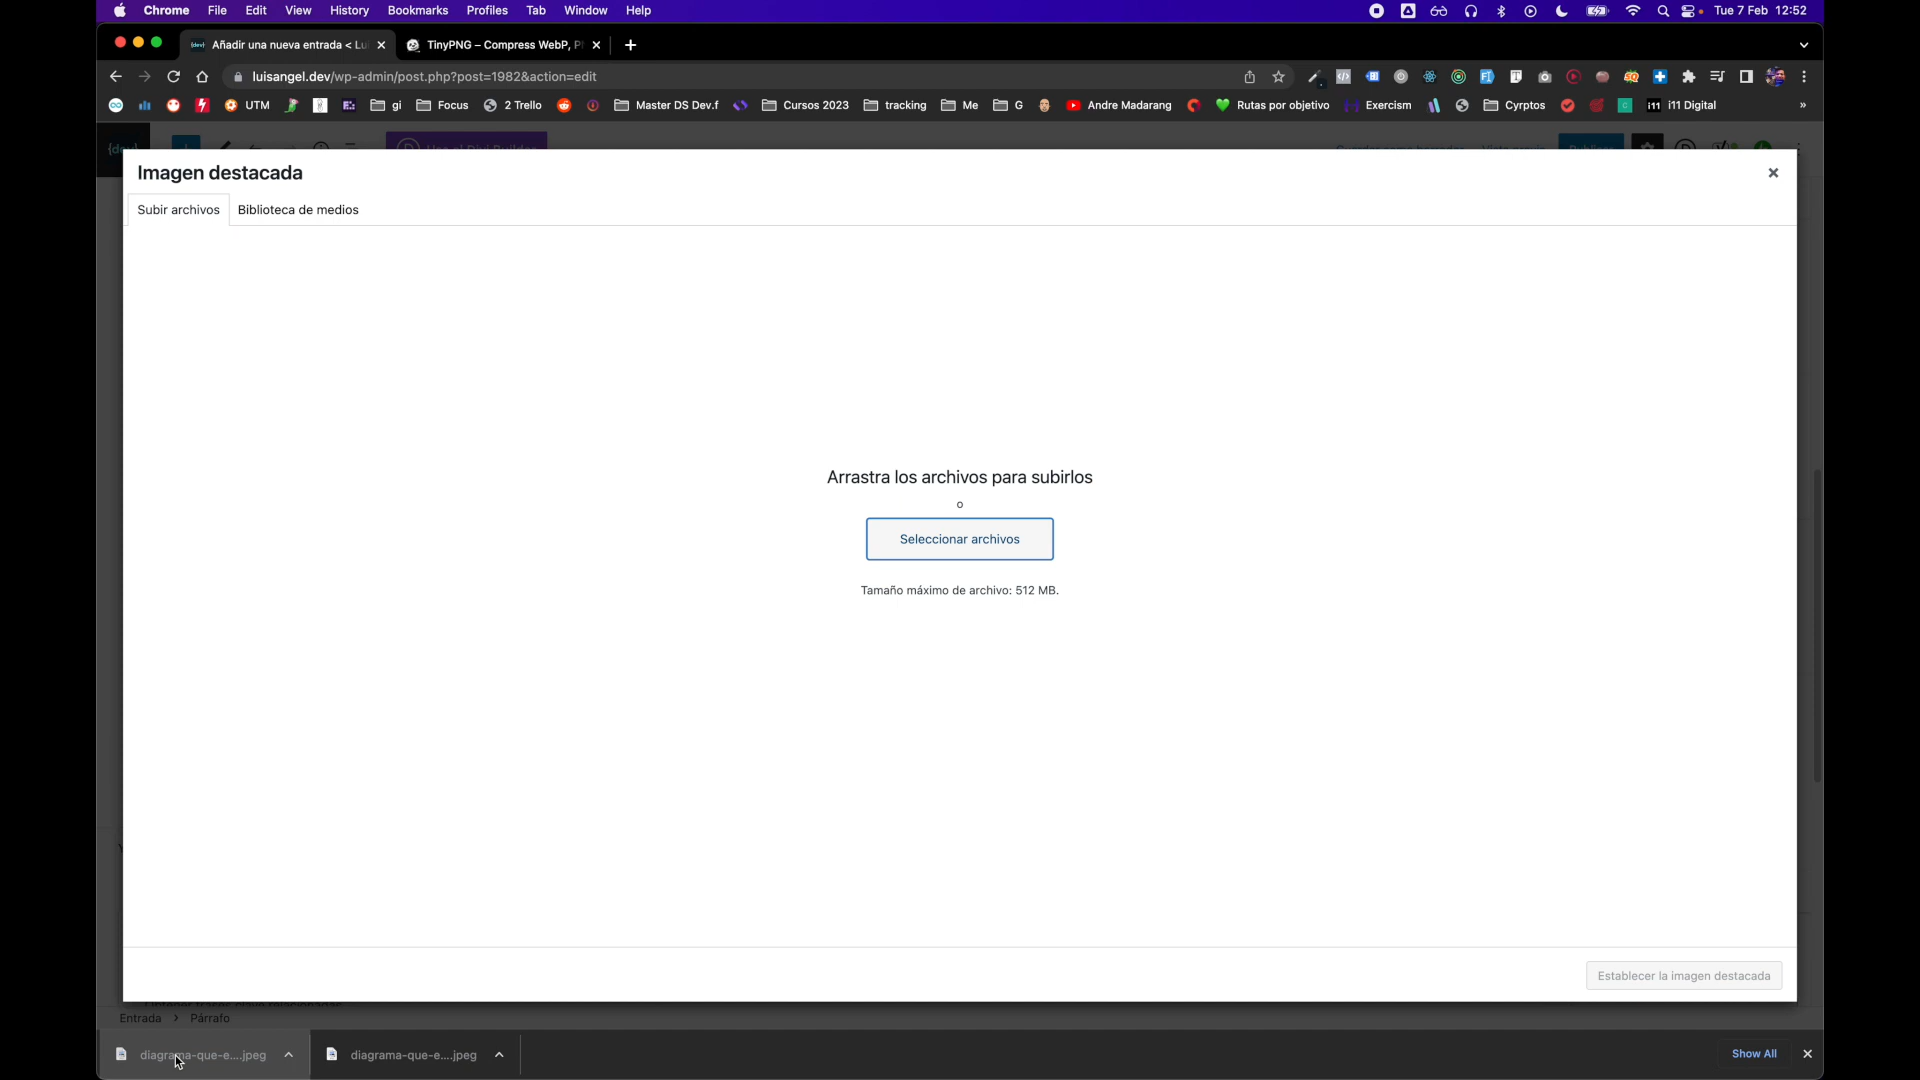 Chrome File Edit View History Bookmarks Profiles Tab Window Help Tue 7 Feb 12:52
Añadir una nueva entrada < Lui TinyPNG – Compress WebP, P
luisangel.dev/wp-admin/post.php?post=1982&action=edit
UTM gi Focus 2 Trello Master DS Dev.f Cursos 2023 tracking Me G Andre Madarang Rutas por objetivo Exercism Cyrptos i11 i11 Digital »
Imagen destacada
Subir archivos Biblioteca de medios
Arrastra los archivos para subirlos
o
Seleccionar archivos
Tamaño máximo de archivo: 512 MB.
Establecer la imagen destacada
Entrada > Párrafo
diagrama-que-e....jpeg diagrama-que-e....jpeg Show All